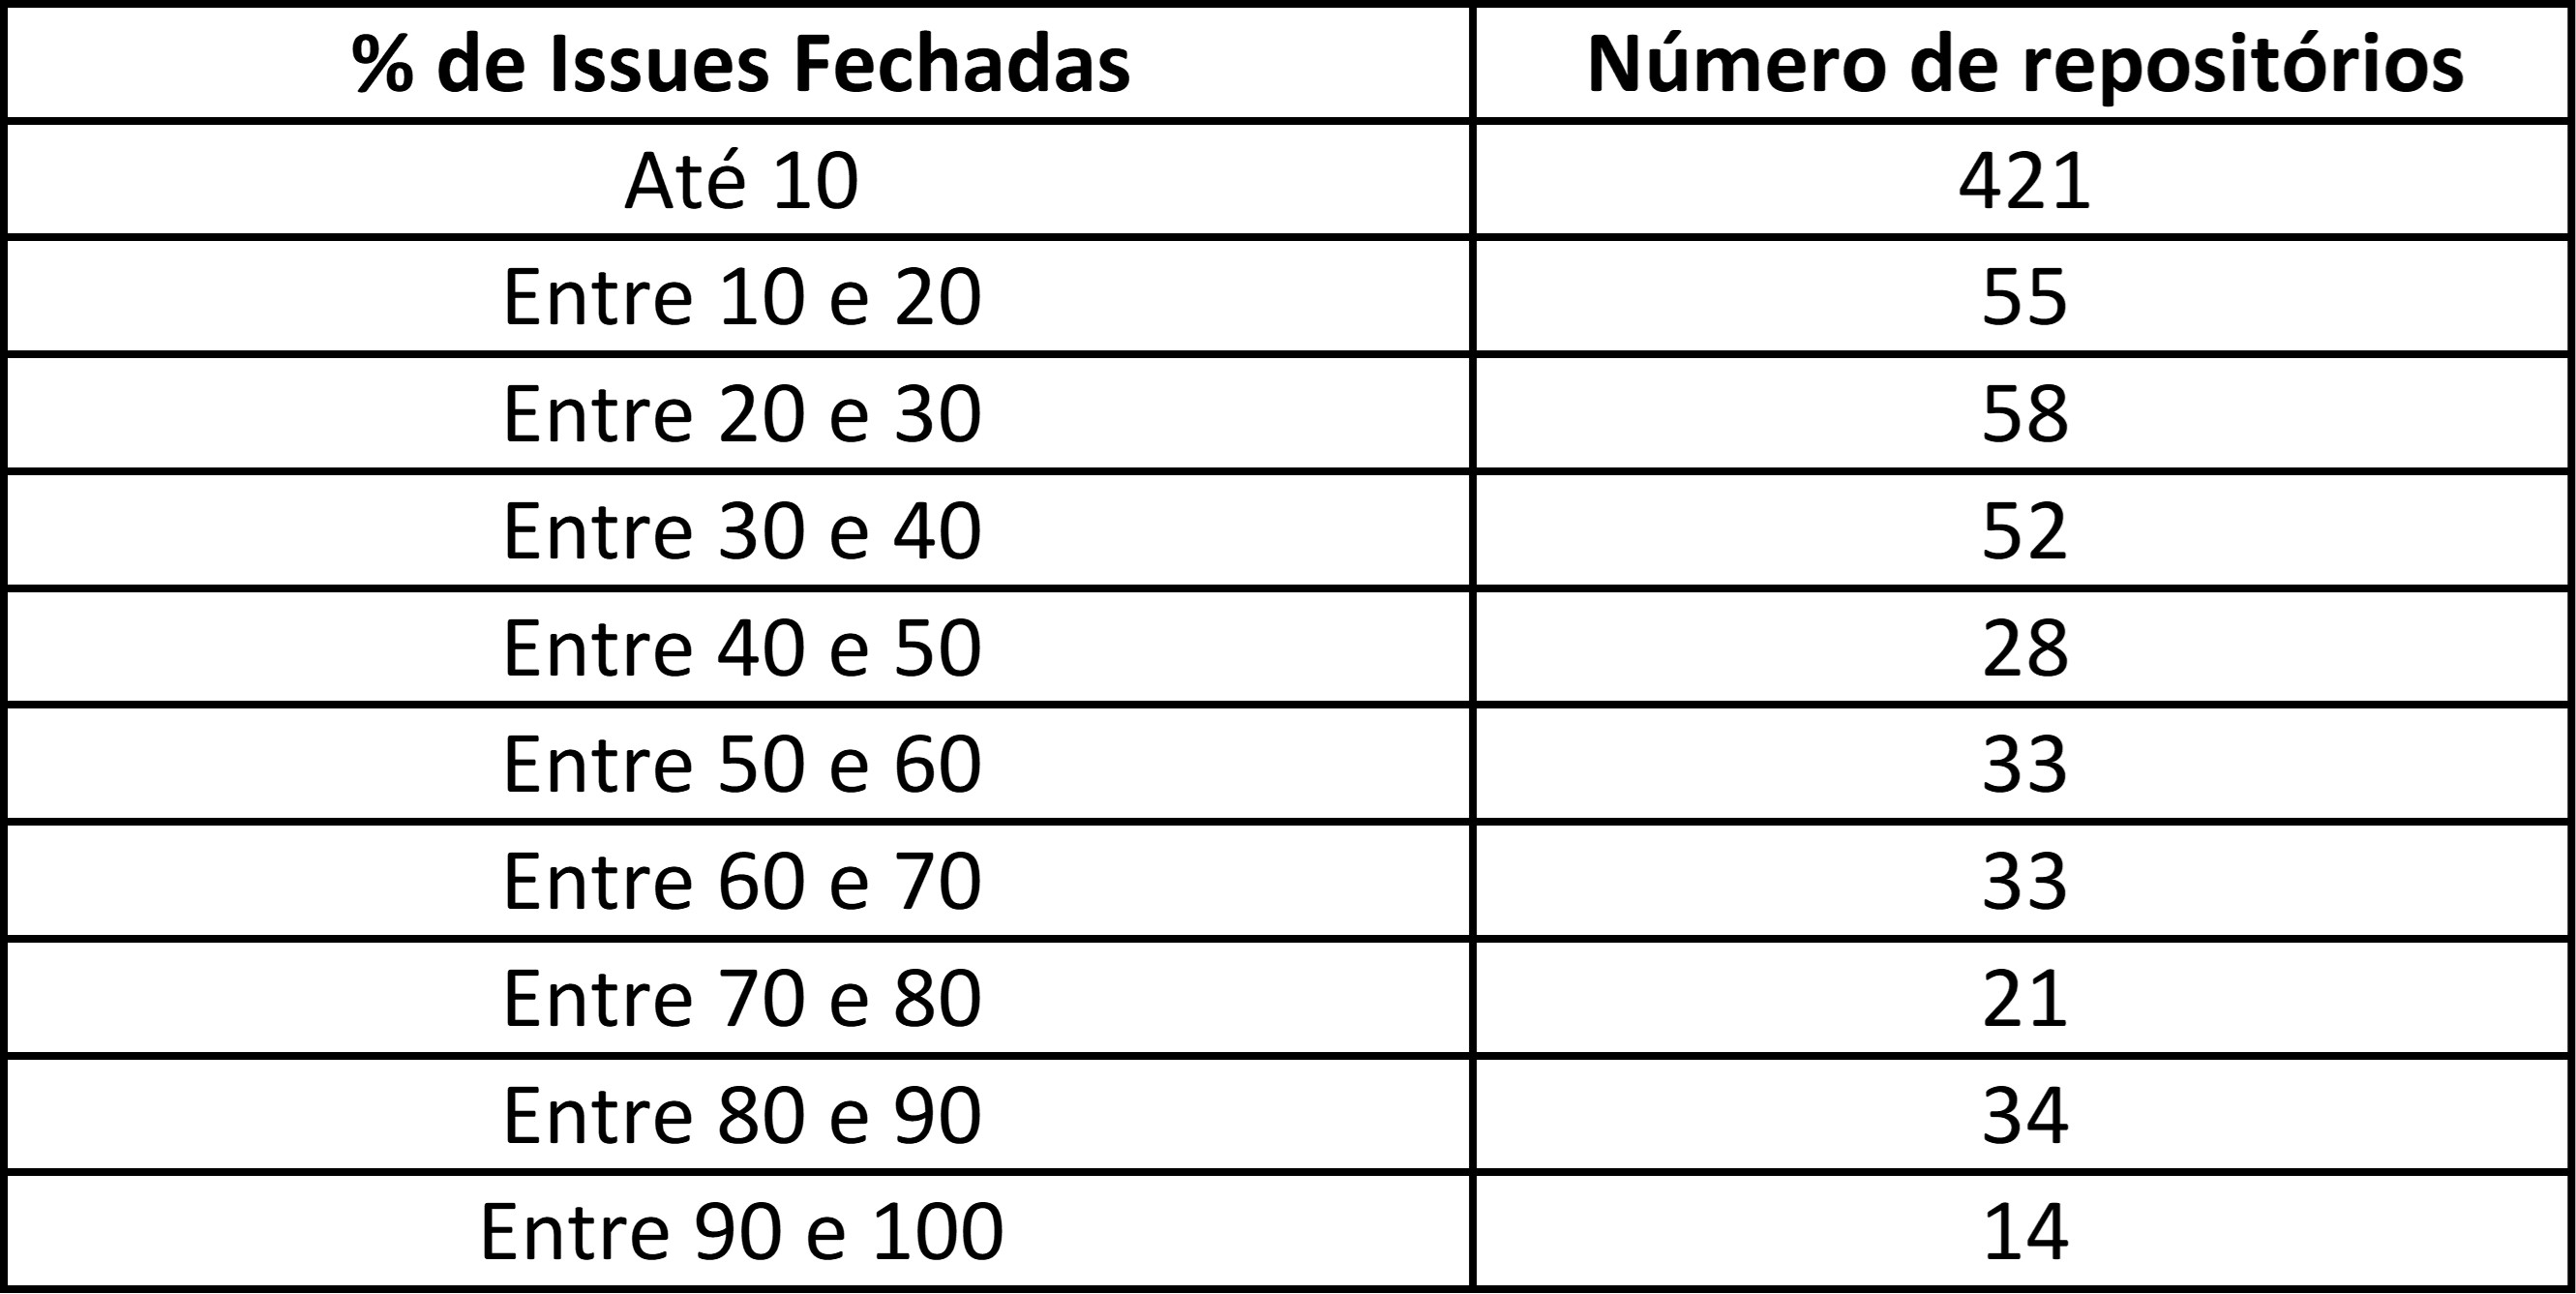 % de Issues Fechadas Número de repositórios
Até 10 421
Entre 10 e 20 55
Entre 20 e 30 58
Entre 30 e 40 52
Entre 40 e 50 28
Entre 50 e 60 33
Entre 60 e 70 33
Entre 70 e 80 21
Entre 80 e 90 34
Entre 90 e 100 14